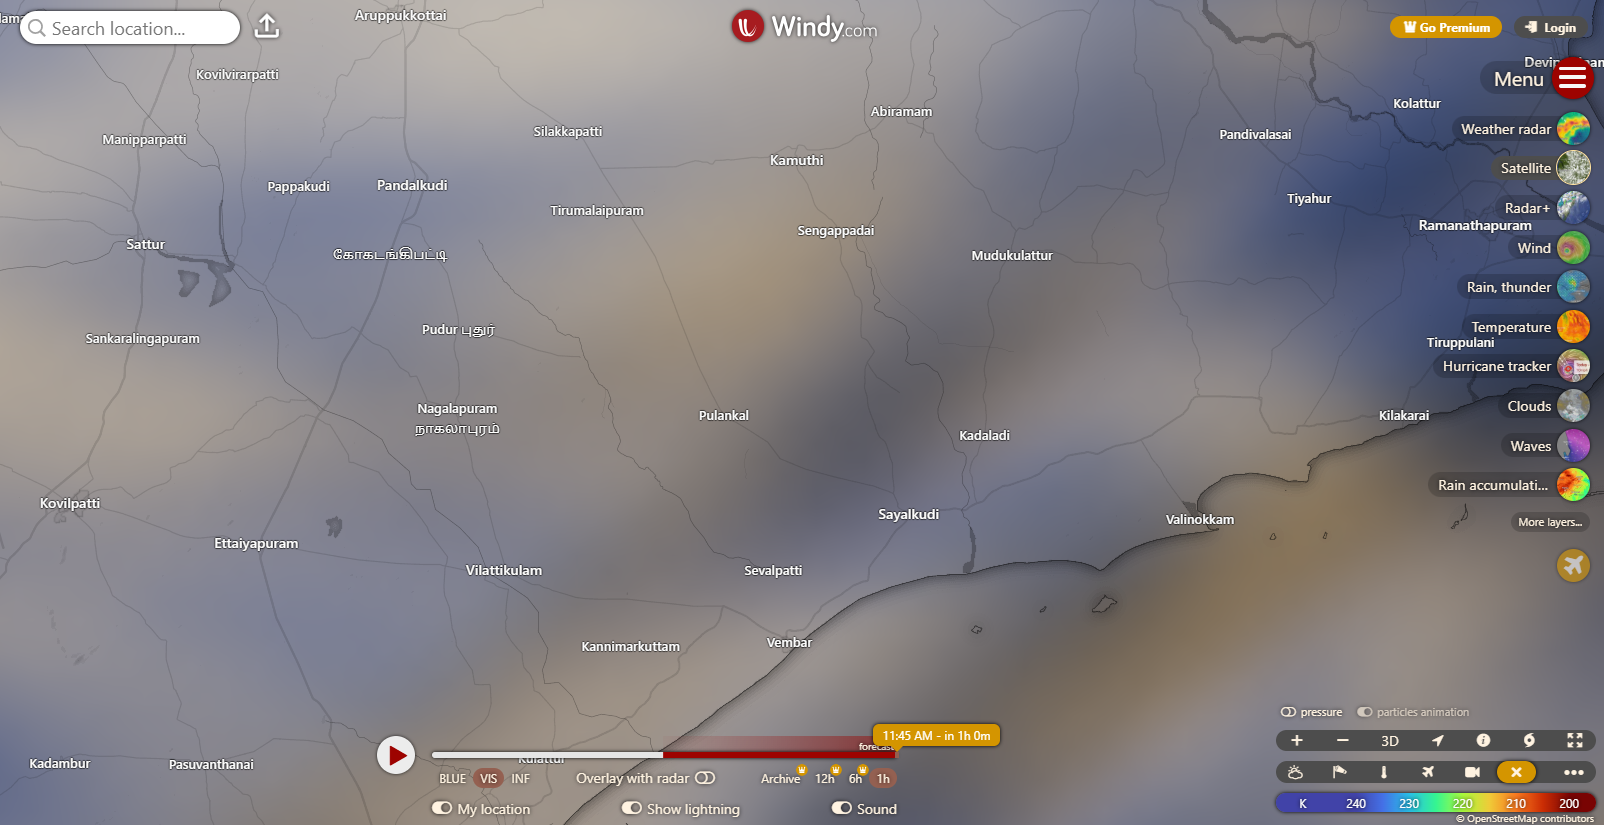 Aruppukkottai
Search location...
Windy.com
Go Premium
Login
Kovilvirarpatti
Menu
Kolattur
Abiramam
Manipparpatti
Silakkapatti
Pandivalasai
Weather radar
Kamuthi
Satellite
Pappakudi
Pandalkudi
Tiyahur
Tirumalaipuram
Radar+
Ramanathapuram
Sengappadai
Sattur
Wind
கோகடங்கிபட்டி
Mudukulattur
Rain, thunder
Pudur புதுர்
Temperature
Sankaralingapuram
Tiruppulani
Hurricane tracker
Nagalapuram
நாகலாபுரம்
Clouds
Pulankal
Kilakarai
Kadaladi
Waves
Rain accumulati...
Kovilpatti
Sayalkudi
Valinokkam
More layers...
Ettaiyapuram
Vilattikulam
Sevalpatti
Kannimarkuttam
Vembar
pressure
particles animation
11:45 AM - in 1h 0m
forecast
3D
Kulattur
Kadambur
Pasuvanthanai
BLUE VIS INF
Overlay with radar
Archive 12h 6h 1h
My location
Show lightning
Sound
K 240 230 220 210 200
© OpenStreetMap contributors